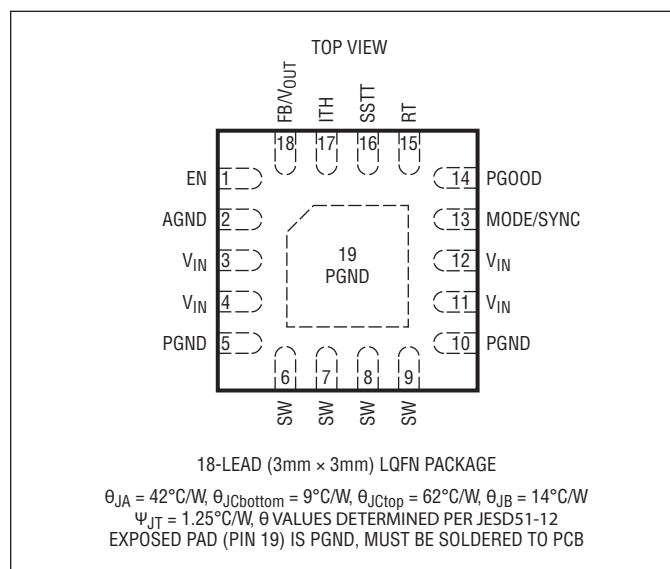 TOP VIEW
FB/VOUT
ITH
SSTT
RT
18 17 16 15
EN 1
AGND 2
VIN 3
VIN 4
PGND 5
14 PGOOD
13 MODE/SYNC
12 VIN
11 VIN
10 PGND
19
PGND
6 7 8 9
SW
SW
SW
SW
18-LEAD (3mm × 3mm) LQFN PACKAGE
θJA = 42°C/W, θJCbottom = 9°C/W, θJCtop = 62°C/W, θJB = 14°C/W
ΨJT = 1.25°C/W, θ VALUES DETERMINED PER JESD51-12
EXPOSED PAD (PIN 19) IS PGND, MUST BE SOLDERED TO PCB